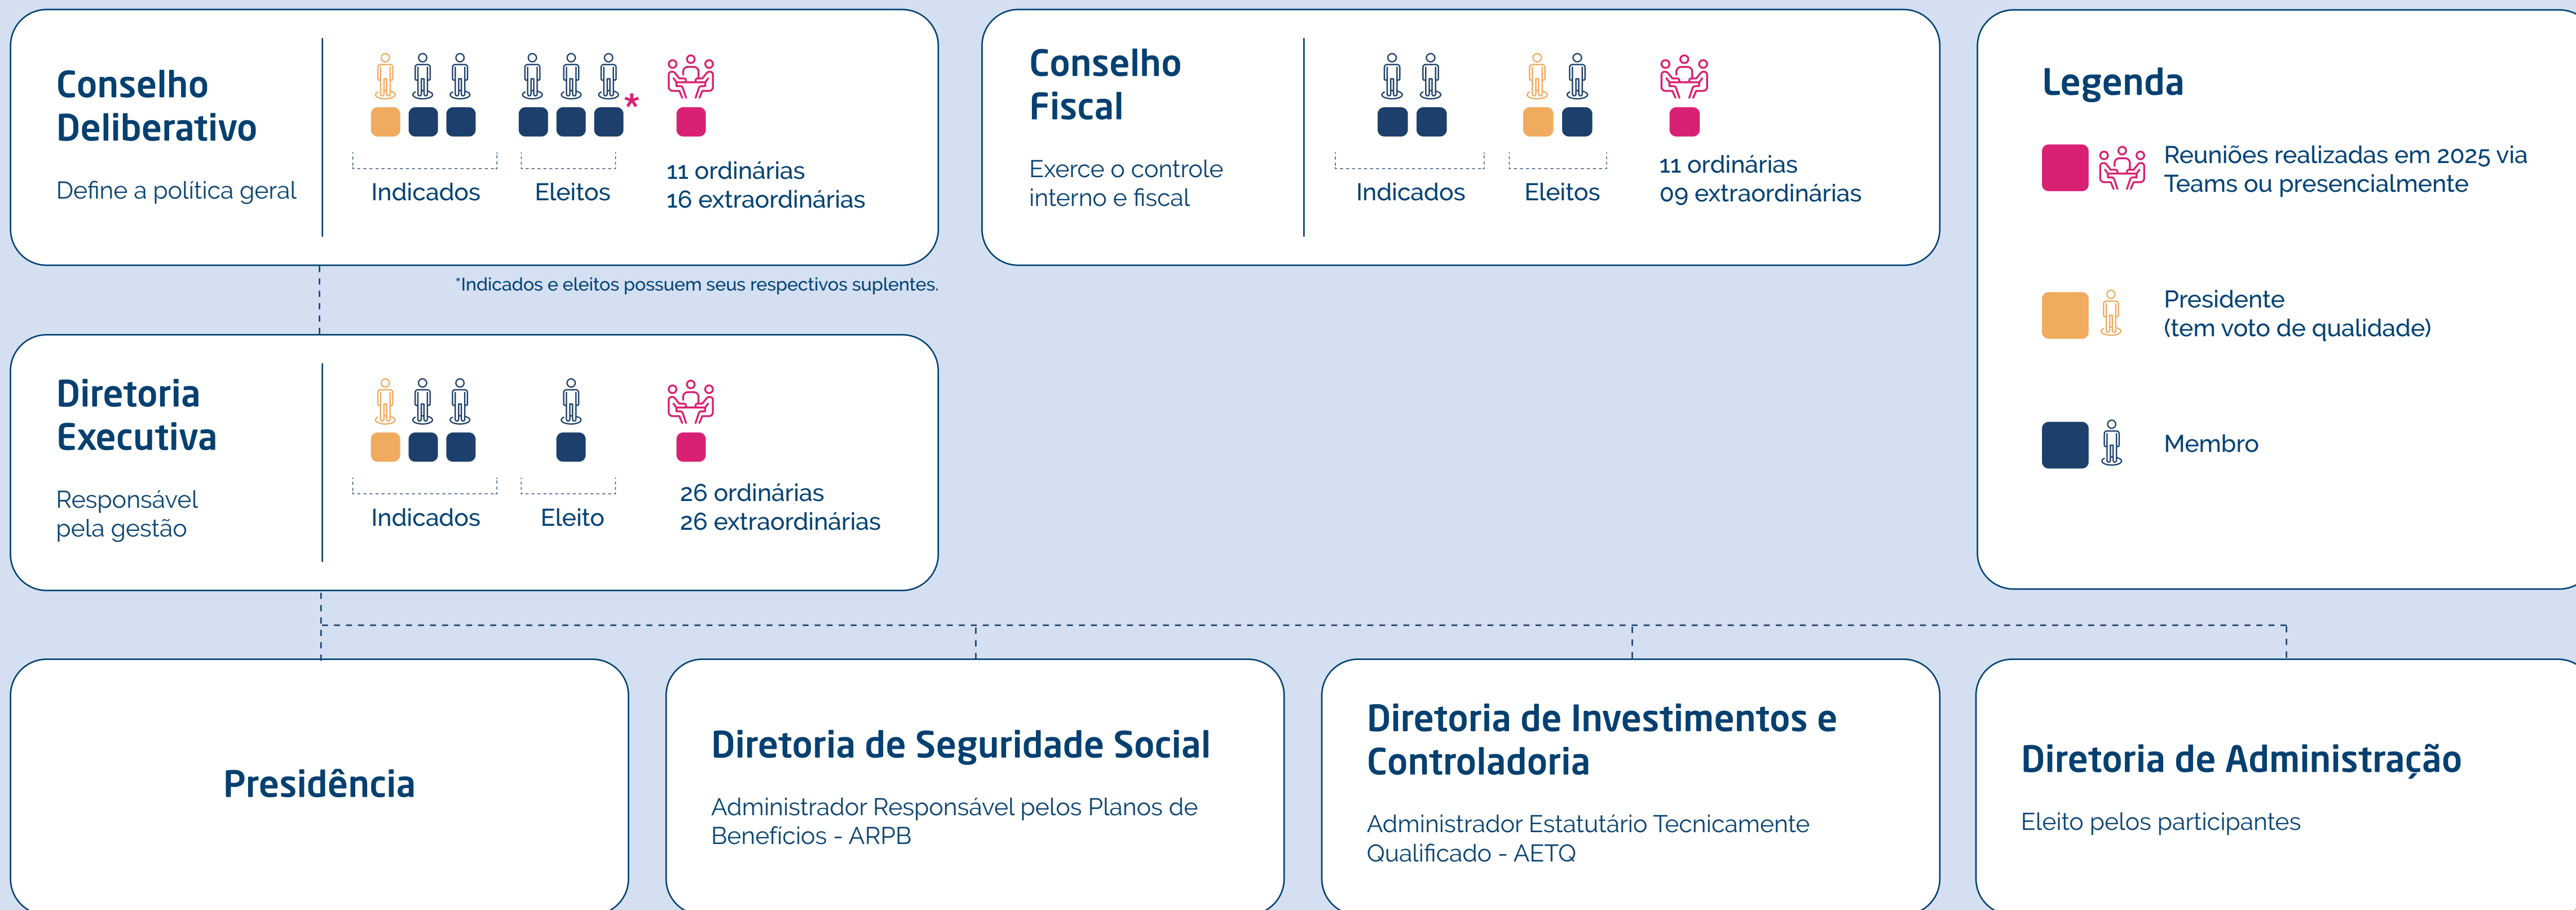 Conselho
Deliberativo
Define a política geral
*
Indicados
Eleitos
11 ordinárias
16 extraordinárias
*Indicados e eleitos possuem seus respectivos suplentes.
Conselho
Fiscal
Exerce o controle
interno e fiscal
Indicados
Eleitos
11 ordinárias
09 extraordinárias
Legenda
Reuniões realizadas em 2025 via
Teams ou presencialmente
Presidente
(tem voto de qualidade)
Membro
Diretoria
Executiva
Responsável
pela gestão
Indicados
Eleito
26 ordinárias
26 extraordinárias
Presidência
Diretoria de Seguridade Social
Administrador Responsável pelos Planos de
Benefícios - ARPB
Diretoria de Investimentos e
Controladoria
Administrador Estatutário Tecnicamente
Qualificado - AETQ
Diretoria de Administração
Eleito pelos participantes